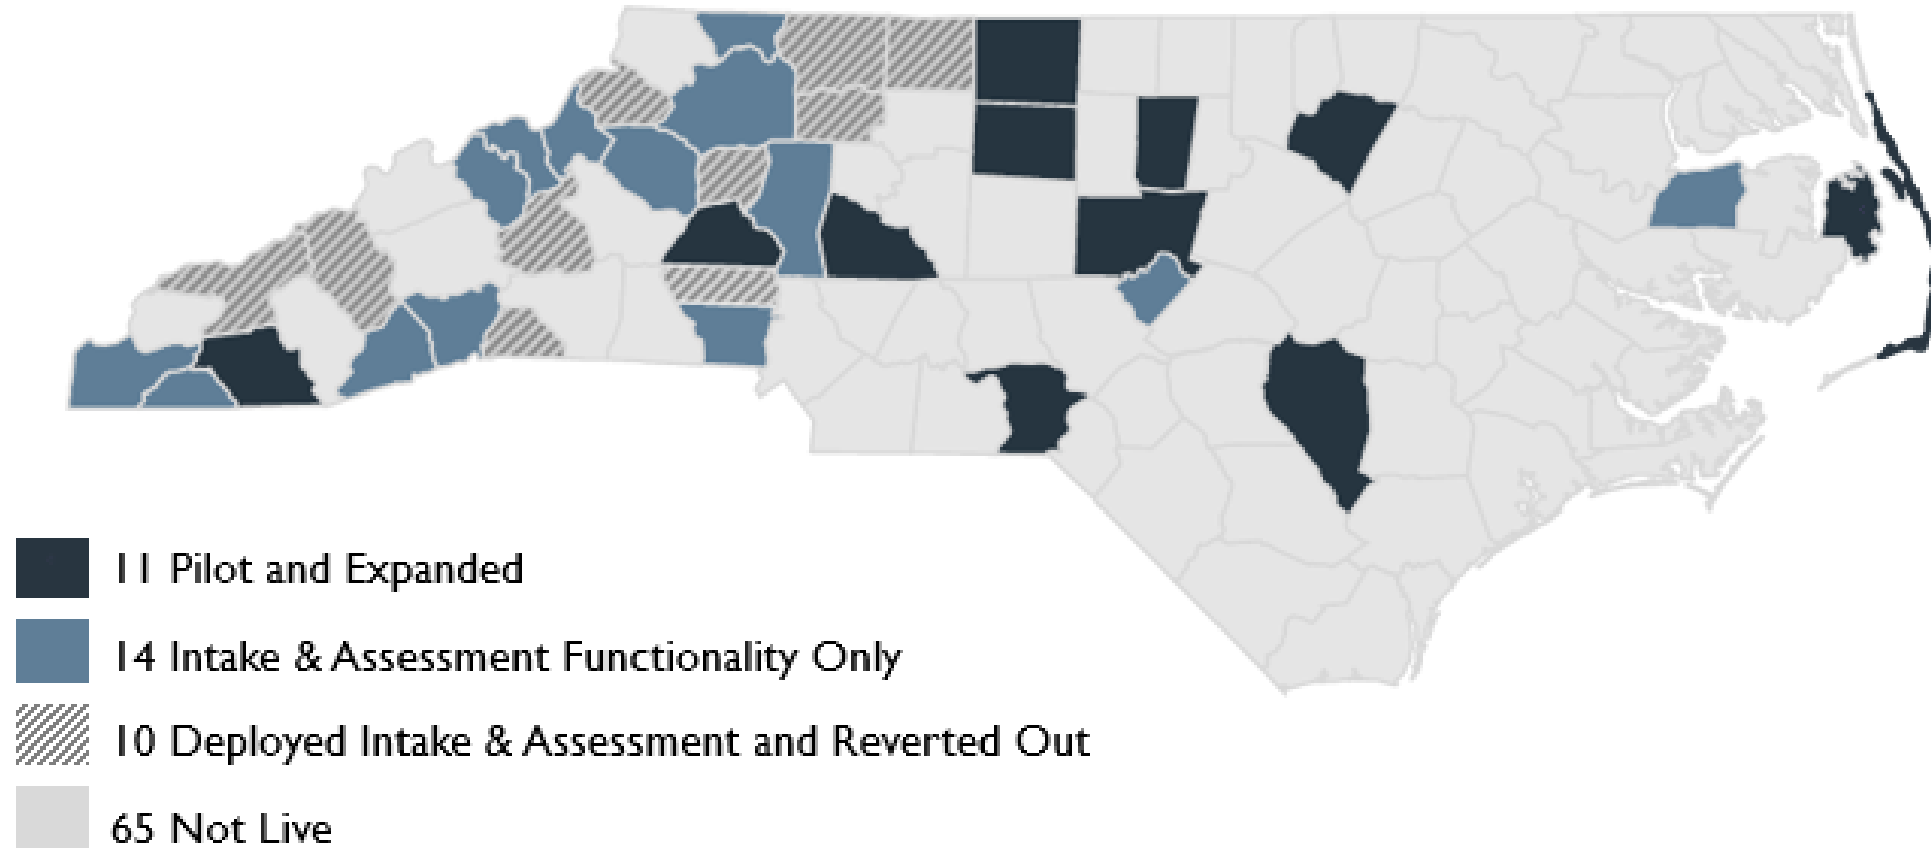 11 Pilot and Expanded
14 Intake & Assessment Functionality Only
10 Deployed Intake & Assessment and Reverted Out
65 Not Live